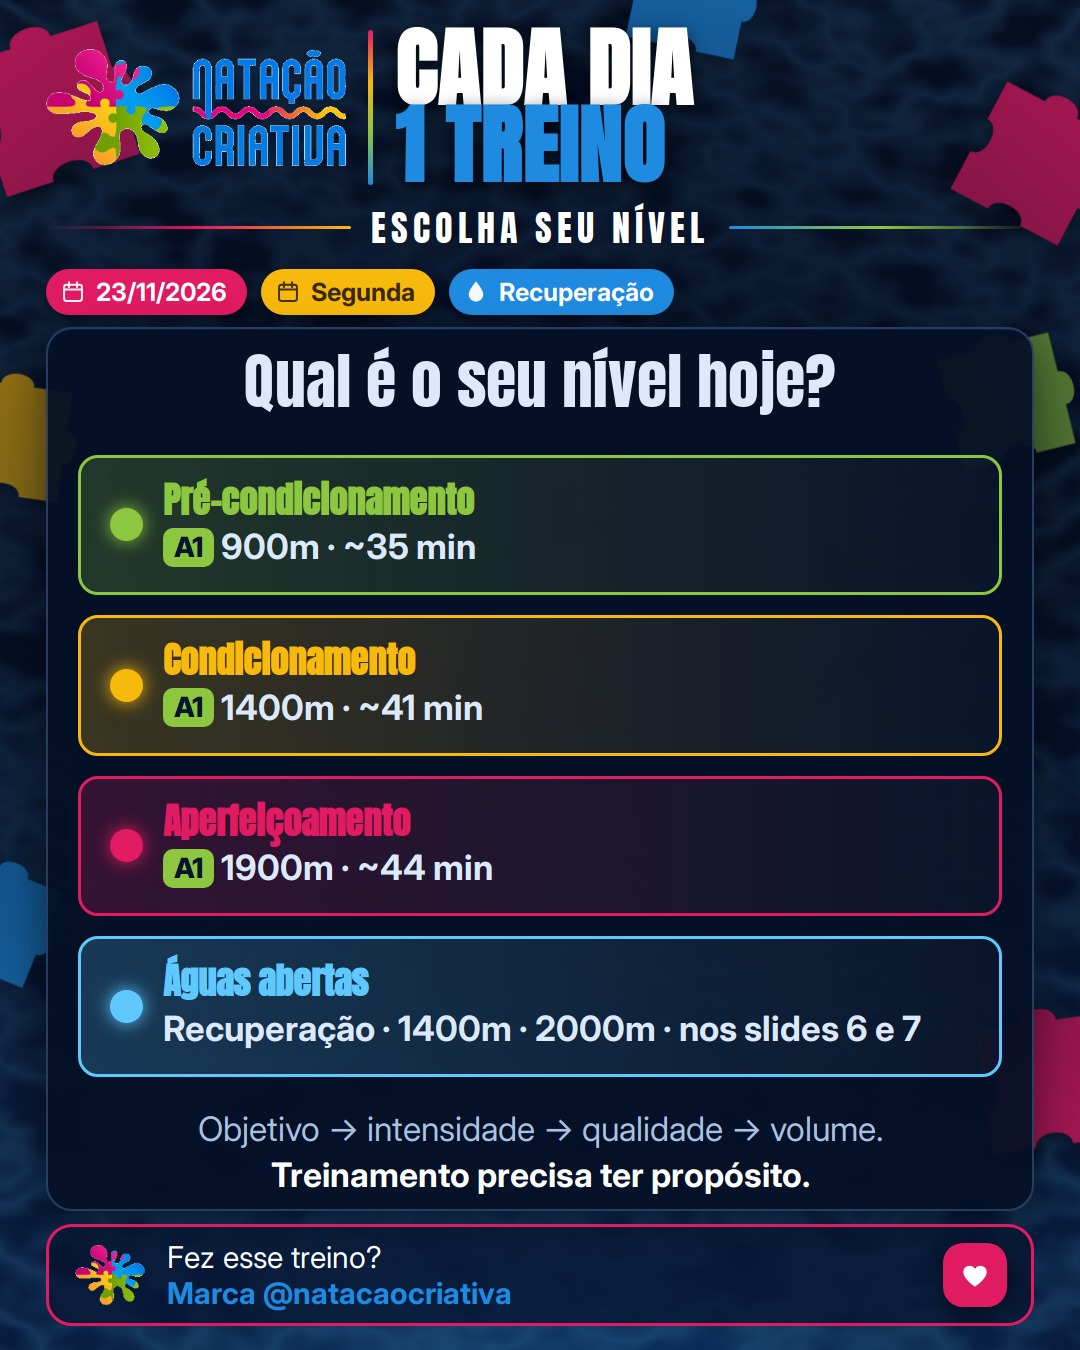 NATAÇÃO
CRIATIVA
CADA DIA
1 TREINO
ESCOLHA SEU NÍVEL
23/11/2026
Segunda
Recuperação
Qual é o seu nível hoje?
Pré-condicionamento
A1 900m · ~35 min
Condicionamento
A1 1400m · ~41 min
Aperfeiçoamento
A1 1900m · ~44 min
Águas abertas
Recuperação · 1400m · 2000m · nos slides 6 e 7
Objetivo → intensidade → qualidade → volume.
Treinamento precisa ter propósito.
Fez esse treino?
Marca @natacaocriativa